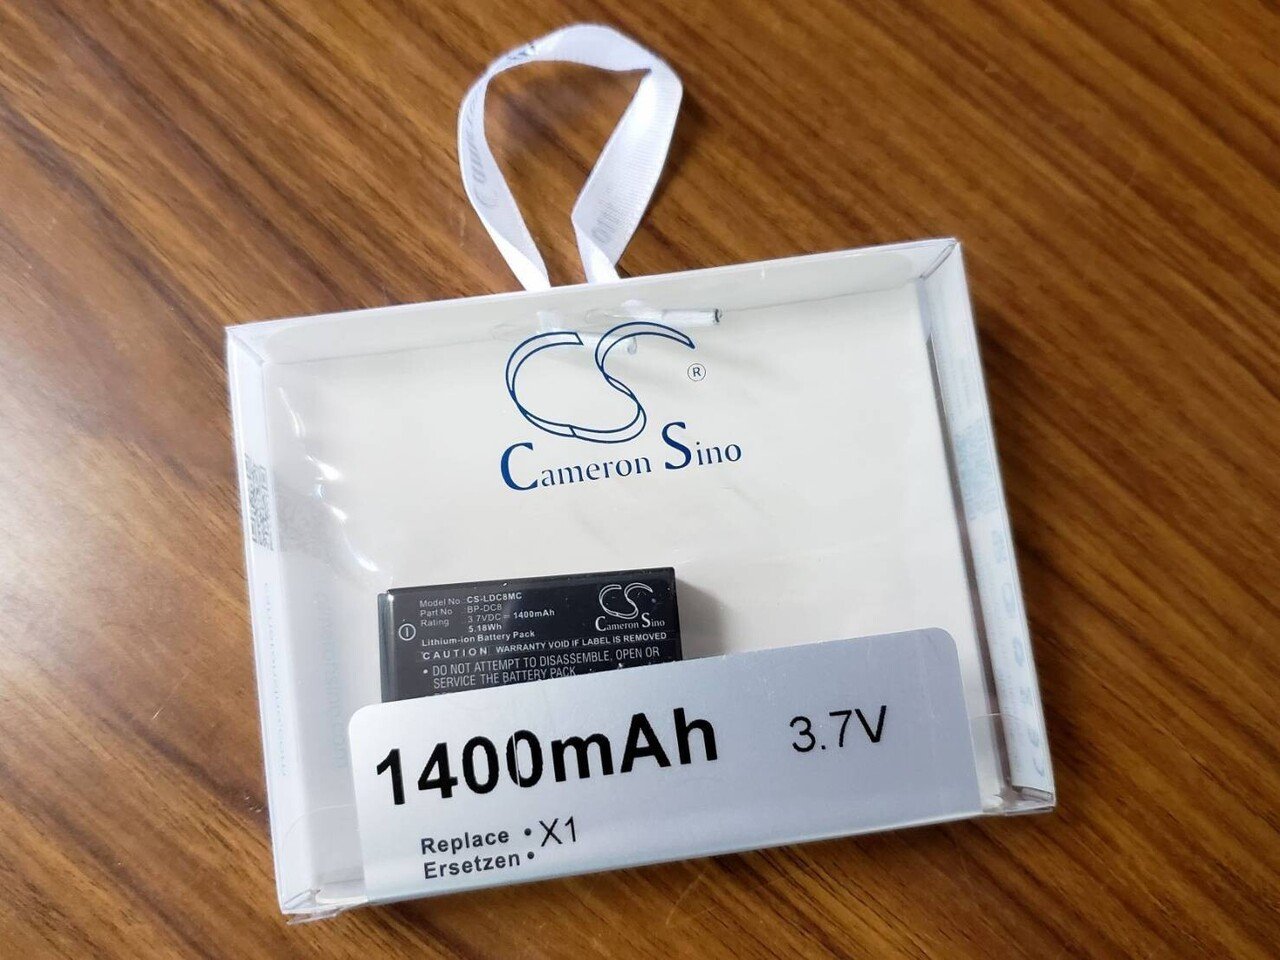 CS
®
Cameron Sino
Model No CS-LDC8MC
Part No BP-DC8
Rating 3.7VDC⎓1400mAh
5.18Wh
CS
Cameron Sino
Lithium-ion Battery Pack
CAUTION WARRANTY VOID IF LABEL IS REMOVED
• DO NOT ATTEMPT TO DISASSEMBLE, OPEN OR
SERVICE THE BATTERY PACK
1400mAh 3.7V
Replace • X1
Ersetzen •